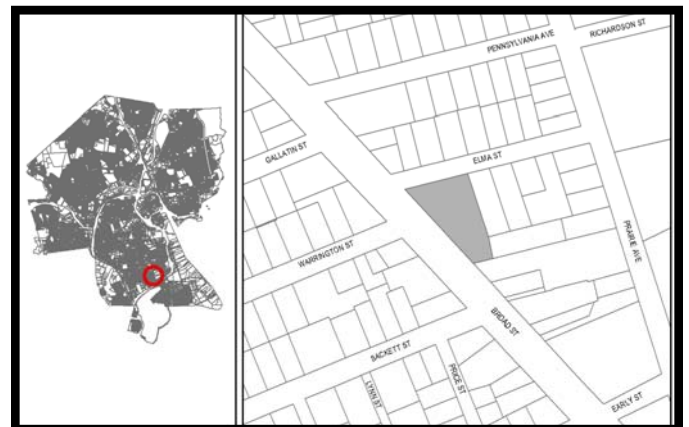 RICHARDSON ST
PENNSYLVANIA AVE
GALLATIN ST
ELMA ST
WARRINGTON ST
PRAIRIE AVE
BROAD ST
SACKETT ST
PRICE ST
LYNN ST
EARLY ST